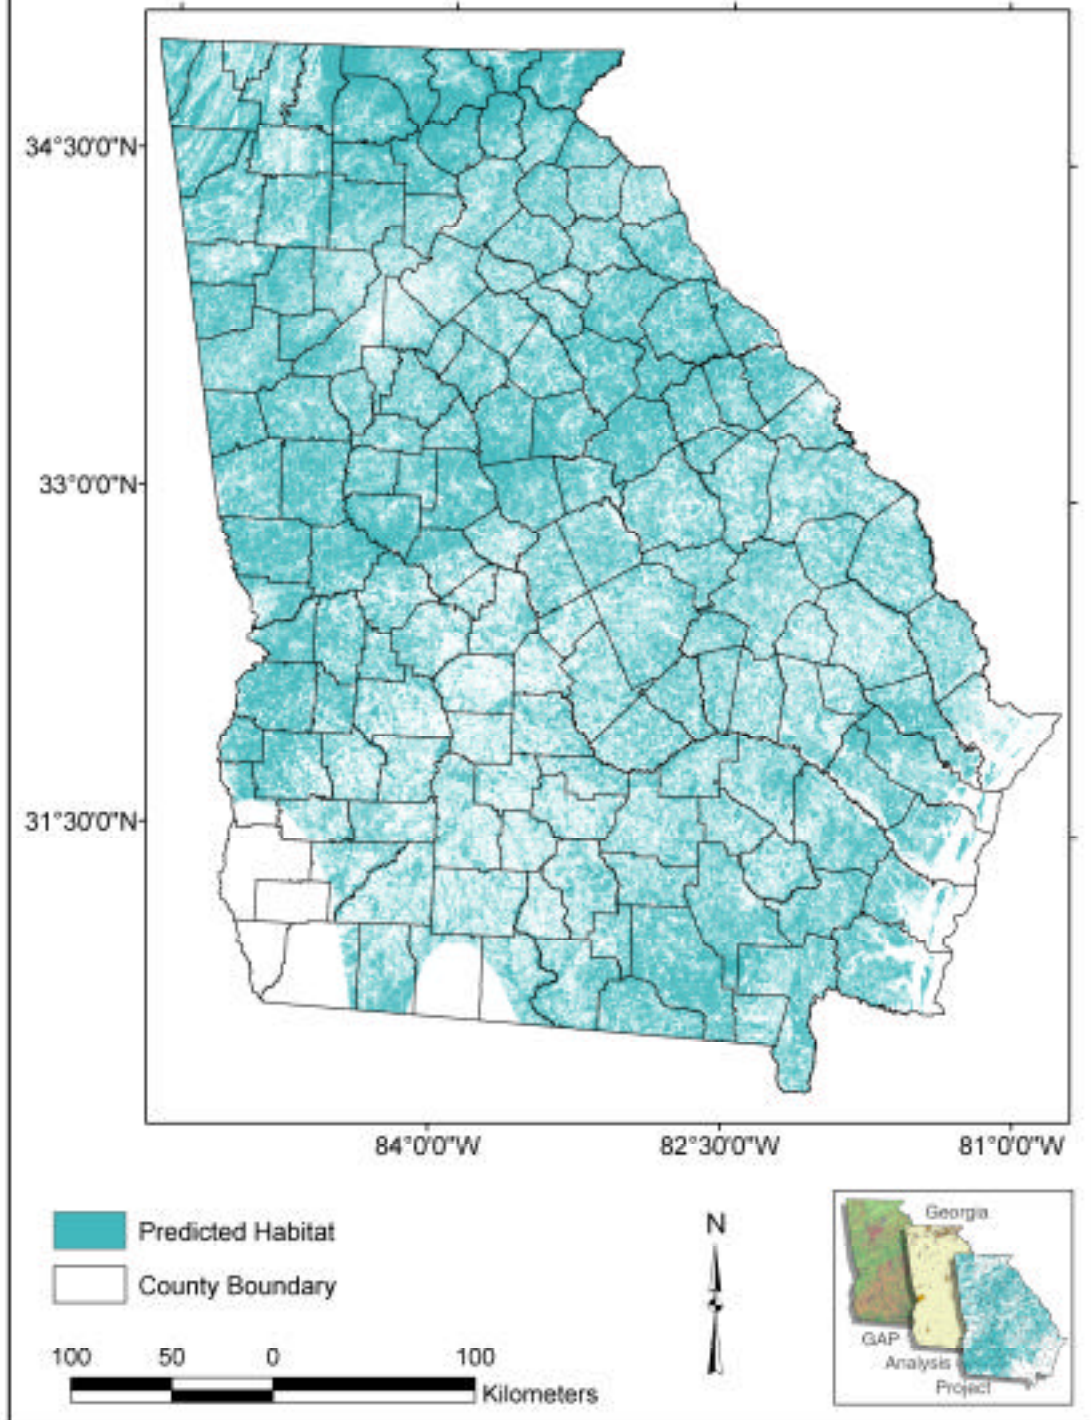 34°30'0"N
33°0'0"N
31°30'0"N
84°0'0"W
82°30'0"W
81°0'0"W
Predicted Habitat
County Boundary
N
100 50 0 100
Kilometers
Georgia
GAP
Analysis
Project